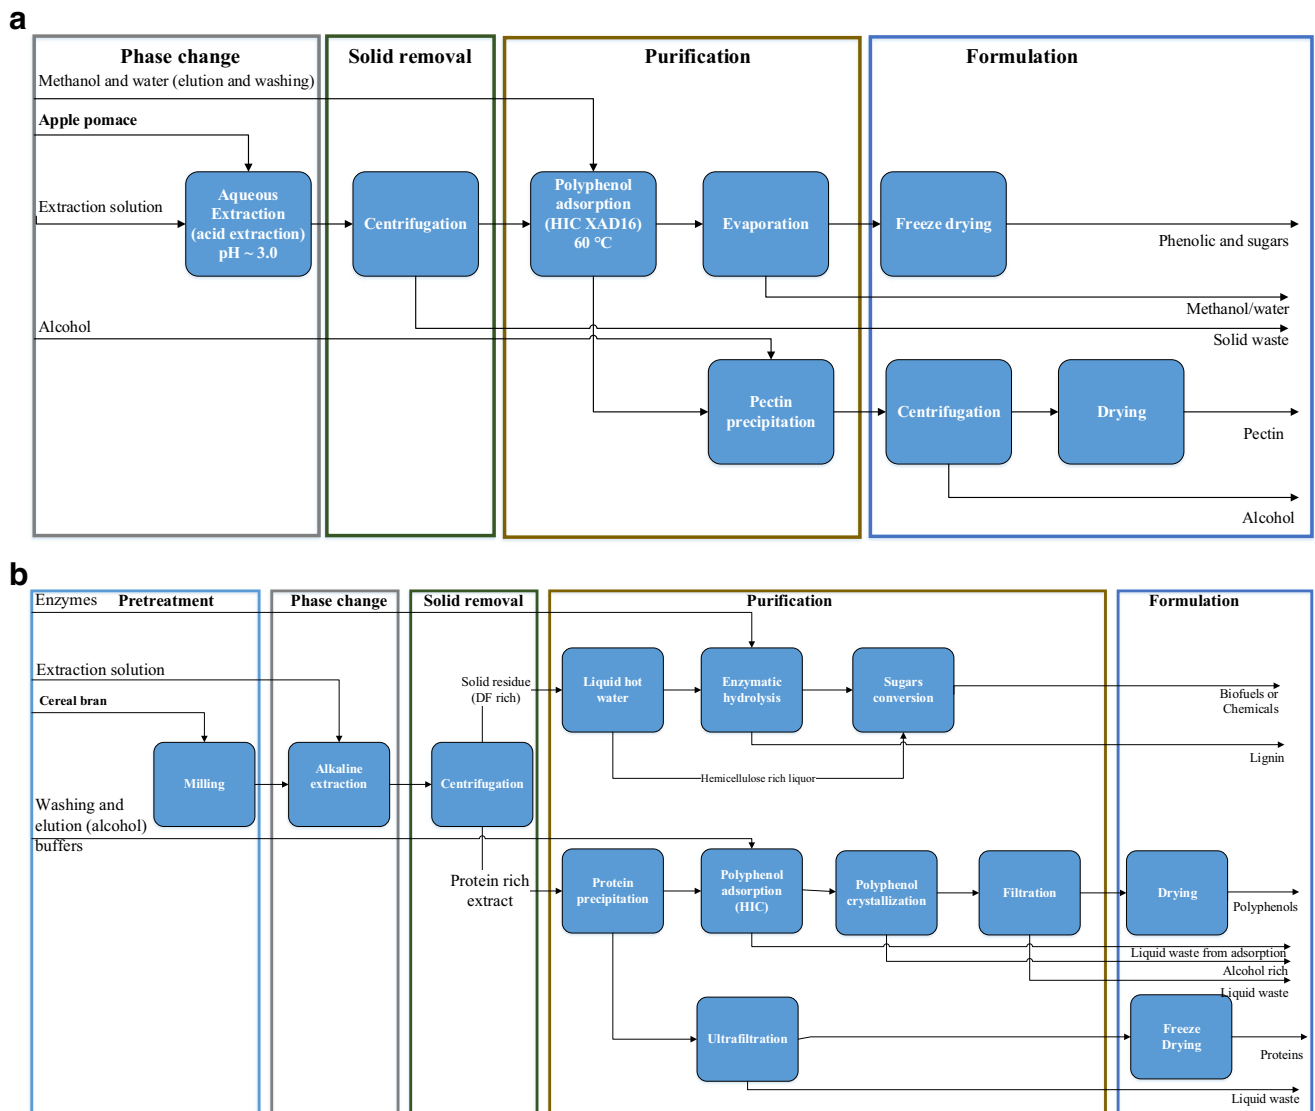 a
Phase change
Solid removal
Purification
Formulation
Methanol and water (elution and washing)
Apple pomace
Extraction solution
Aqueous
Extraction
(acid extraction)
pH ~ 3.0
Centrifugation
Polyphenol
adsorption
(HIC XAD16)
60 °C
Evaporation
Freeze drying
Phenolic and sugars
Methanol/water
Solid waste
Alcohol
Pectin
precipitation
Centrifugation
Drying
Pectin
Alcohol
b
Enzymes
Pretreatment
Phase change
Solid removal
Purification
Formulation
Extraction solution
Cereal bran
Milling
Alkaline
extraction
Centrifugation
Solid residue
(DF rich)
Liquid hot
water
Enzymatic
hydrolysis
Sugars
conversion
Biofuels or
Chemicals
Lignin
Hemicellulose rich liquor
Washing and
elution (alcohol)
buffers
Protein rich
extract
Protein
precipitation
Polyphenol
adsorption
(HIC)
Polyphenol
crystallization
Filtration
Drying
Polyphenols
Liquid waste from adsorption
Alcohol rich
Liquid waste
Ultrafiltration
Freeze
Drying
Proteins
Liquid waste